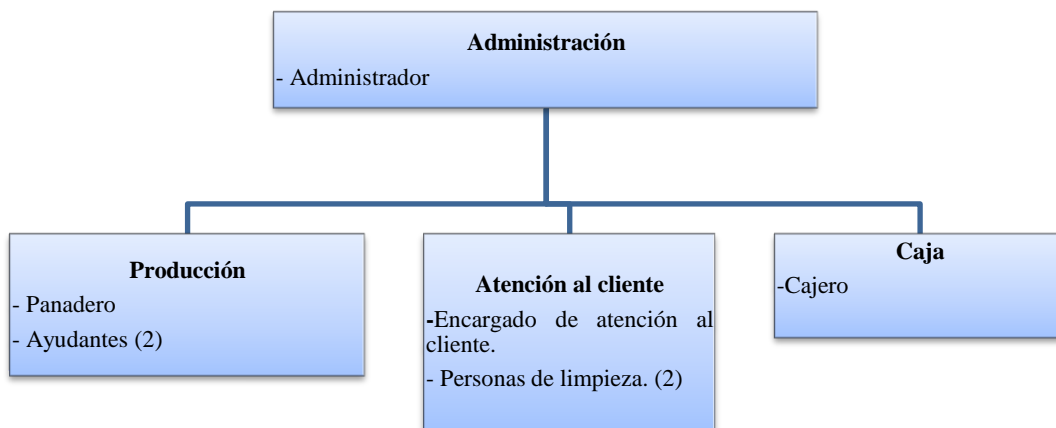 Administración
- Administrador
Producción
- Panadero
- Ayudantes (2)
Atención al cliente
-Encargado de atención al
cliente.
- Personas de limpieza. (2)
Caja
-Cajero